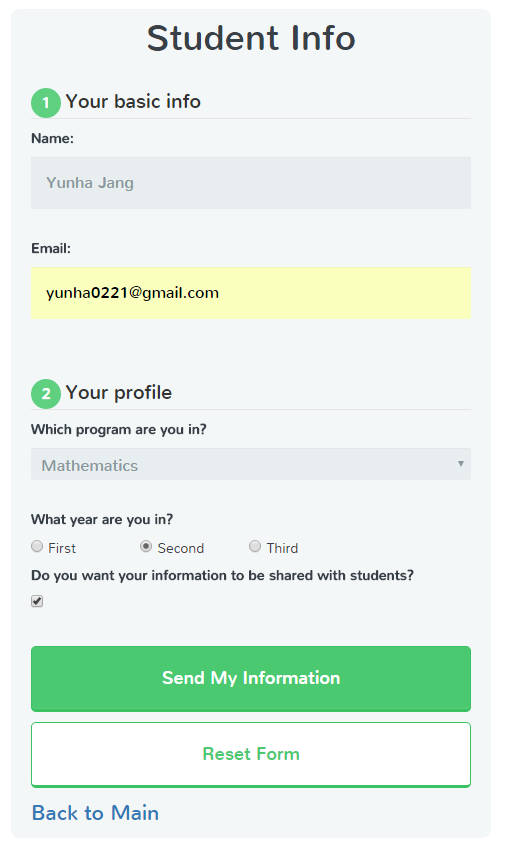 Student Info
1 Your basic info
Name:
Yunha Jang
Email:
yunha0221@gmail.com
2 Your profile
Which program are you in?
Mathematics
What year are you in?
First Second Third
Do you want your information to be shared with students?
Send My Information
Reset Form
Back to Main